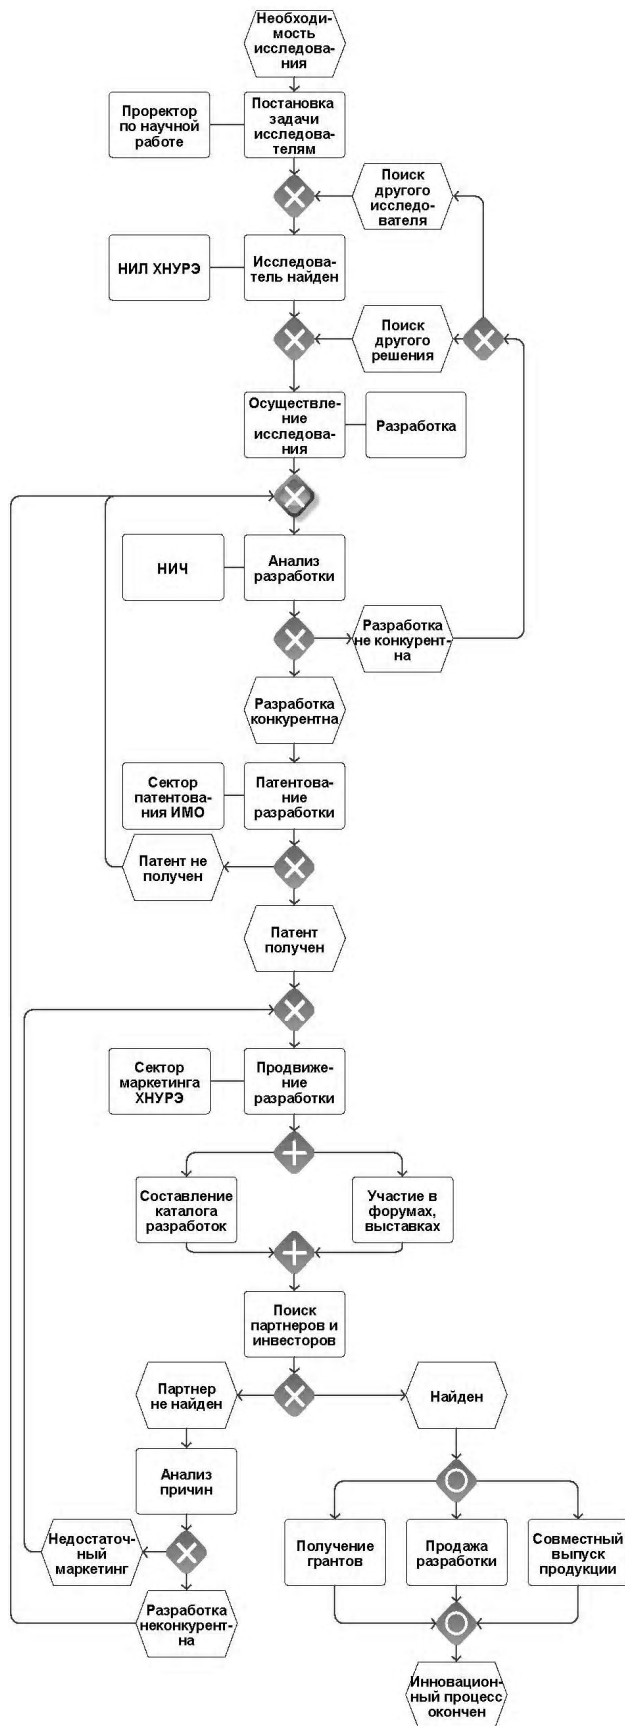 Необходи-
мость
исследов-
ания
Проректор
по научной
работе
Постановка
задачи
исследова-
телям
Поиск
другого
исследо-
вателя
НИЛ ХНУРЭ
Исследова-
тель найден
Поиск
другого
решения
Осуществле-
ние
исследова-
ния
Разработка
НИЧ
Анализ
разработки
Разработка
не конкурент-
на
Разработка
конкурентна
Сектор
патентова-
ния ИМО
Патентова-
ние
разработки
Патент не
получен
Патент
получен
Сектор
маркетинга
ХНУРЭ
Продвиже-
ние
разработки
Составление
каталога
разработок
Участие в
форумах,
выставках
Поиск
партнеров и
инвесторов
Партнер
не найден
Найден
Анализ
причин
Недостаточ-
ный
маркетинг
Получение
грантов
Продажа
разработки
Совместный
выпуск
продукции
Разработка
неконкурент-
на
Инновацион-
ный процесс
окончен